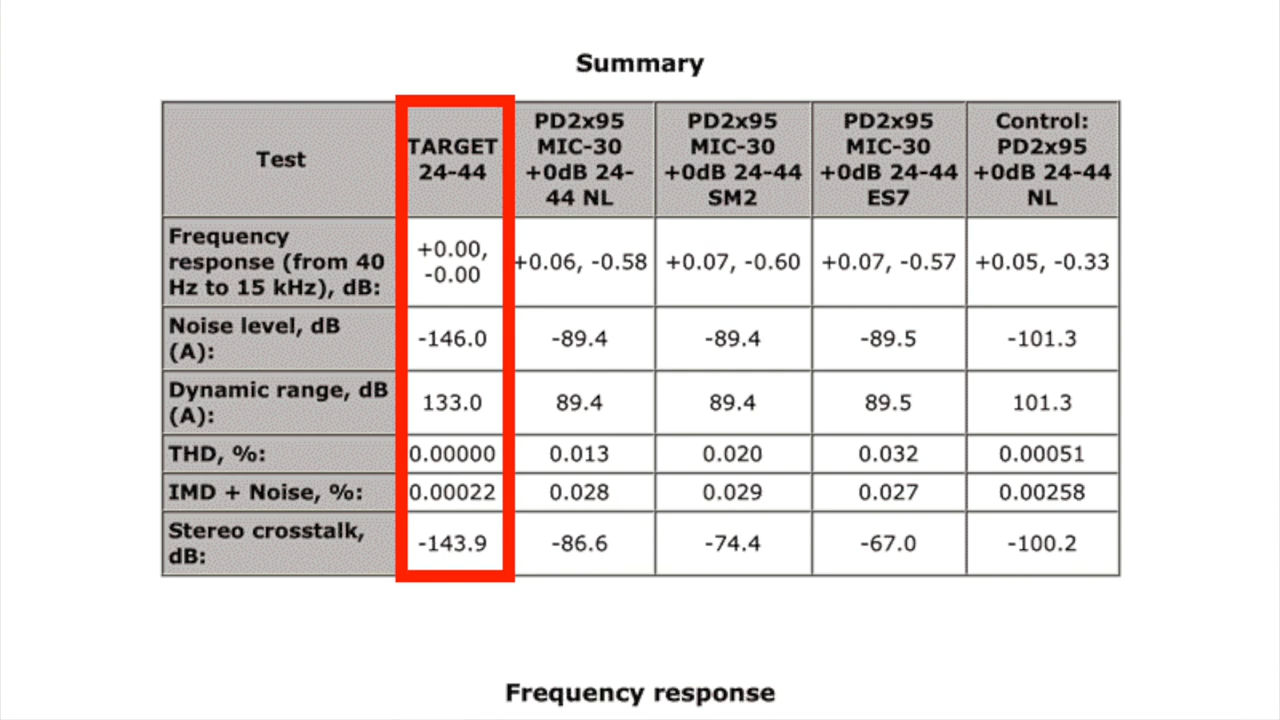 Summary
Test
TARGET
24-44
PD2x95
MIC-30
+0dB 24-
44 NL
PD2x95
MIC-30
+0dB 24-44
SM2
PD2x95
MIC-30
+0dB 24-44
ES7
Control:
PD2x95
+0dB 24-44
NL
Frequency
response (from 40
Hz to 15 kHz), dB:
+0.00,
-0.00
+0.06, -0.58
+0.07, -0.60
+0.07, -0.57
+0.05, -0.33
Noise level, dB
(A):
-146.0
-89.4
-89.4
-89.5
-101.3
Dynamic range, dB
(A):
133.0
89.4
89.4
89.5
101.3
THD, %:
0.00000
0.013
0.020
0.032
0.00051
IMD + Noise, %:
0.00022
0.028
0.029
0.027
0.00258
Stereo crosstalk,
dB:
-143.9
-86.6
-74.4
-67.0
-100.2
Frequency response